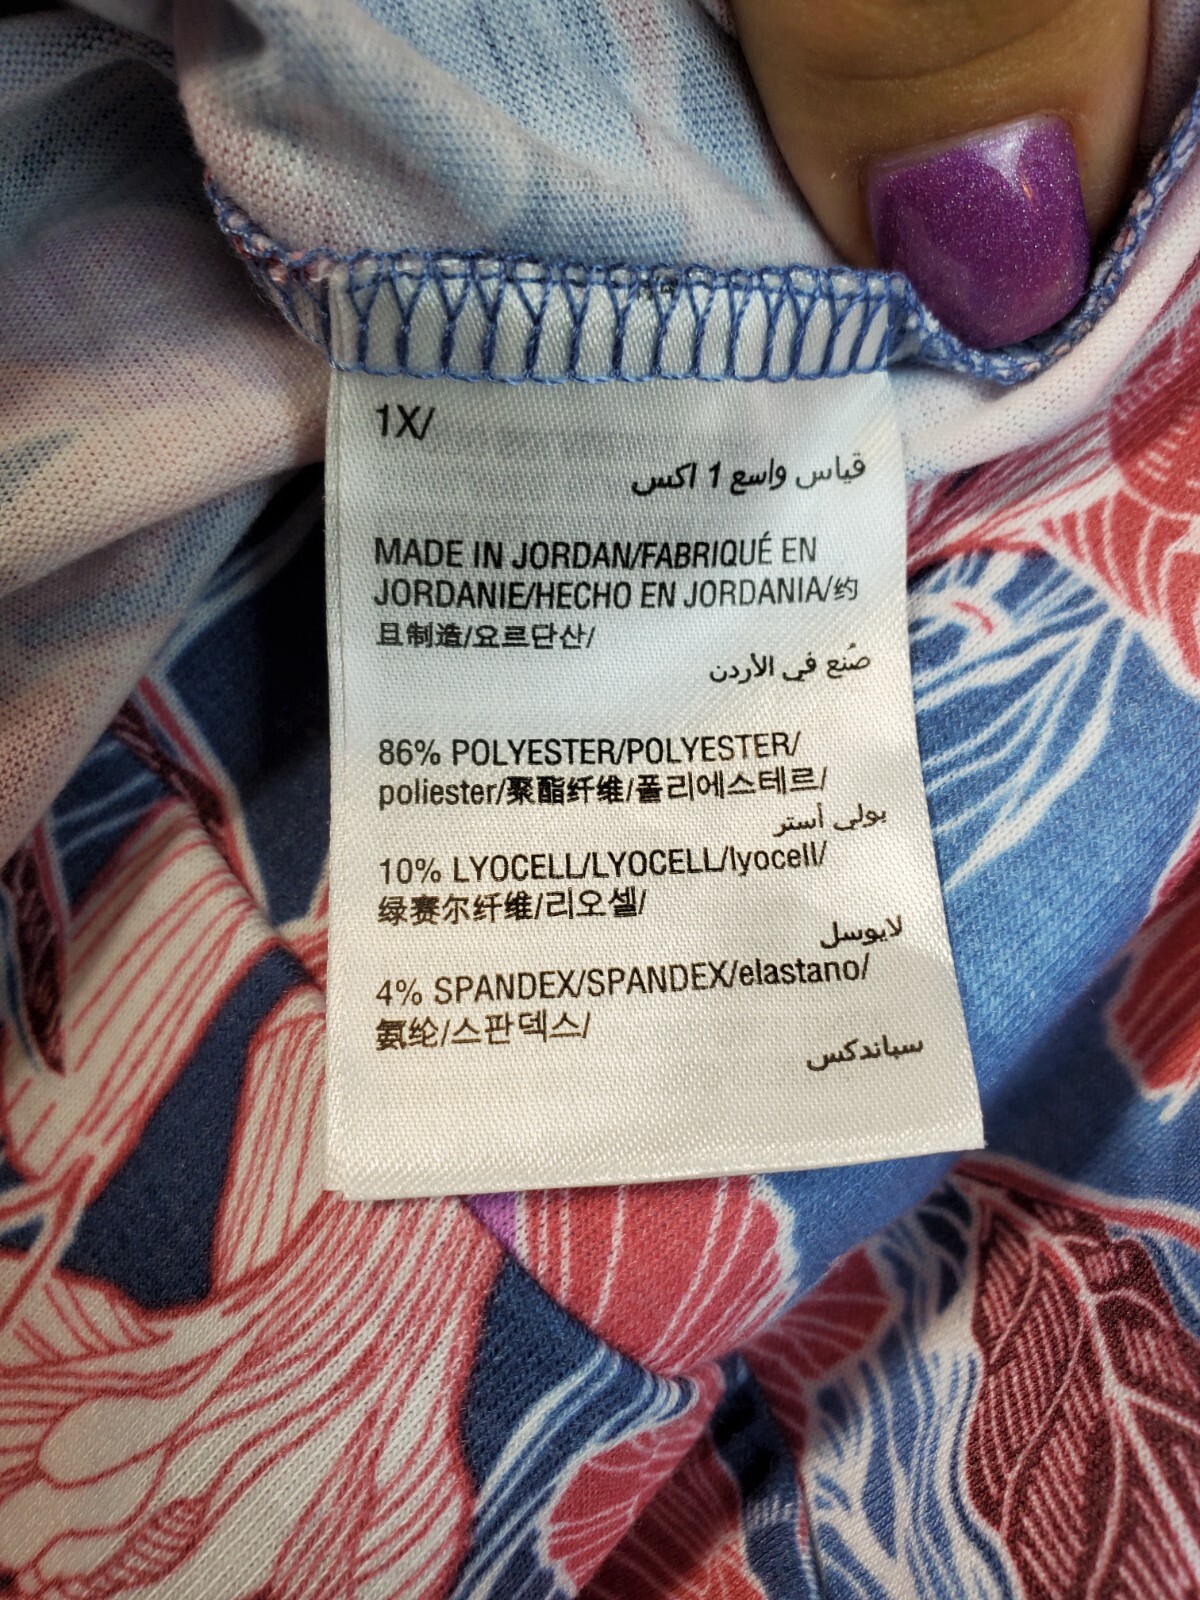 1X/
قياس واسع 1 اكس
MADE IN JORDAN/FABRIQUÉ EN
JORDANIE/HECHO EN JORDANIA/约
旦制造/요르단산/
صُنع في الأردن
86% POLYESTER/POLYESTER/
poliester/聚酯纤维/폴리에스테르/
بولي أستر
10% LYOCELL/LYOCELL/lyocell/
绿赛尔纤维/리오셀/
لايوسل
4% SPANDEX/SPANDEX/elastano/
氨纶/스판덱스/
سباندكس